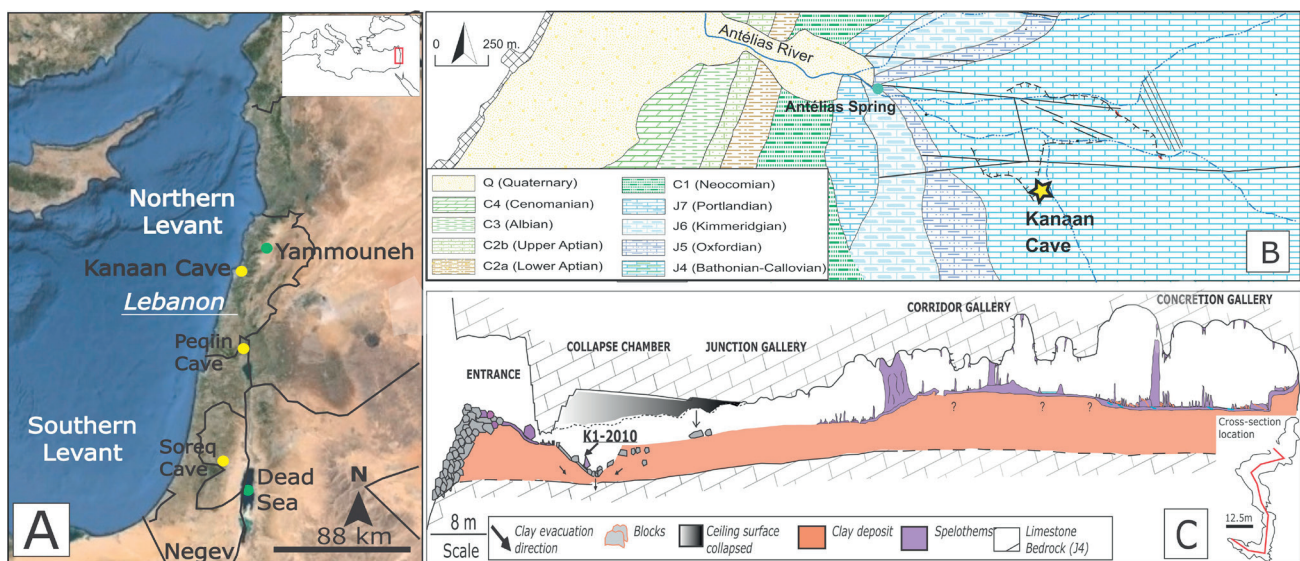 Northern
Levant
Yammouneh
Kanaan Cave
Lebanon
Peqiin
Cave
Southern
Levant
Soreq
Cave
Dead
Sea
N
A
Negev
88 km
0
250 m.
Antélias River
Antélias Spring
Kanaan
Cave
B
Q (Quaternary)
C4 (Cenomanian)
C3 (Albian)
C2b (Upper Aptian)
C2a (Lower Aptian)
C1 (Neocomian)
J7 (Portlandian)
J6 (Kimmeridgian)
J5 (Oxfordian)
J4 (Bathonian-Callovian)
CORRIDOR GALLERY
CONCRETION GALLERY
COLLAPSE CHAMBER
JUNCTION GALLERY
ENTRANCE
K1-2010
? ? ?
Cross-section
location
12.5m
C
8 m
Scale
Clay evacuation
direction
Blocks
Ceiling surface
collapsed
Clay deposit
Spelothems
Limestone
Bedrock (J4)